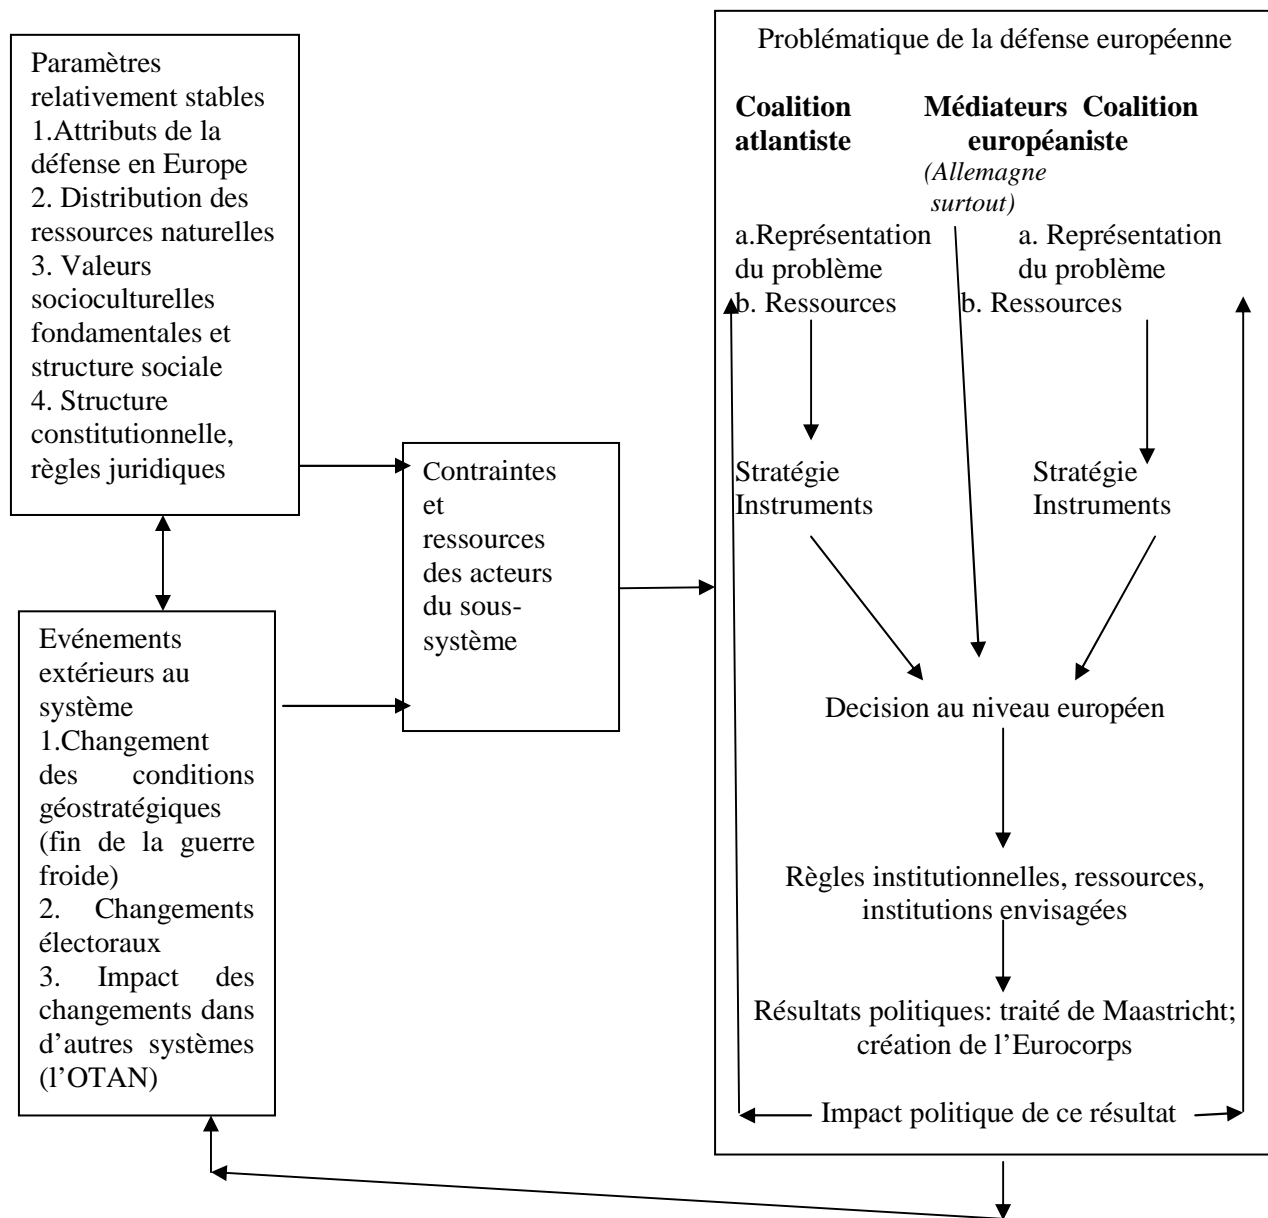 Paramètres
relativement stables
1.Attributs de la
défense en Europe
2. Distribution des
ressources naturelles
3. Valeurs
socioculturelles
fondamentales et
structure sociale
4. Structure
constitutionnelle,
règles juridiques
Evénements
extérieurs au
système
1.Changement
des conditions
géostratégiques
(fin de la guerre
froide)
2. Changements
électoraux
3. Impact des
changements dans
d’autres systèmes
(l’OTAN)
Contraintes
et
ressources
des acteurs
du sous-
système
Problématique de la défense européenne
Coalition Médiateurs Coalition
atlantiste européaniste
(Allemagne
surtout)
a.Représentation a. Représentation
du problème du problème
b. Ressources b. Ressources
Stratégie Stratégie
Instruments Instruments
Decision au niveau européen
Règles institutionnelles, ressources,
institutions envisagées
Résultats politiques: traité de Maastricht;
création de l’Eurocorps
Impact politique de ce résultat